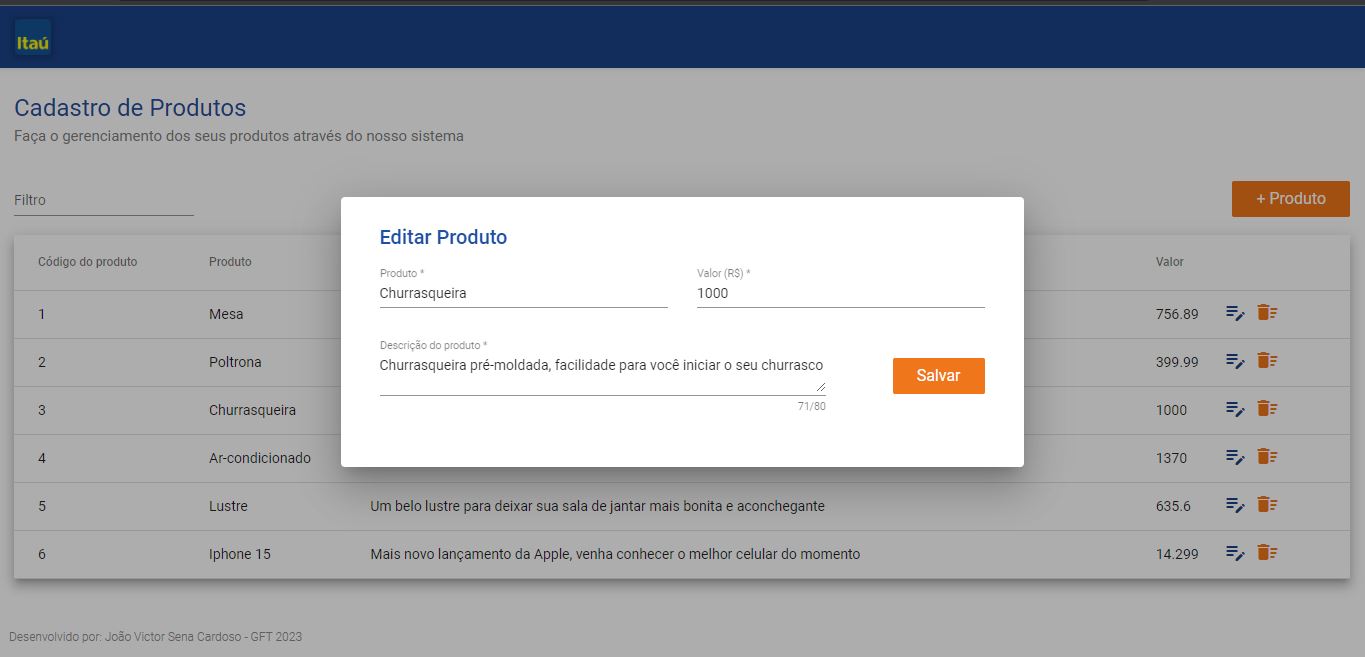 Itaú
Cadastro de Produtos
Faça o gerenciamento dos seus produtos através do nosso sistema
Filtro
+ Produto
Código do produto Produto Valor
1 Mesa 756.89
2 Poltrona 399.99
3 Churrasqueira 1000
4 Ar-condicionado 1370
5 Lustre Um belo lustre para deixar sua sala de jantar mais bonita e aconchegante 635.6
6 Iphone 15 Mais novo lançamento da Apple, venha conhecer o melhor celular do momento 14.299
Editar Produto
Produto * Valor (R$) *
Churrasqueira 1000
Descrição do produto *
Churrasqueira pré-moldada, facilidade para você iniciar o seu churrasco
Salvar
71/80
Desenvolvido por: João Victor Sena Cardoso - GFT 2023